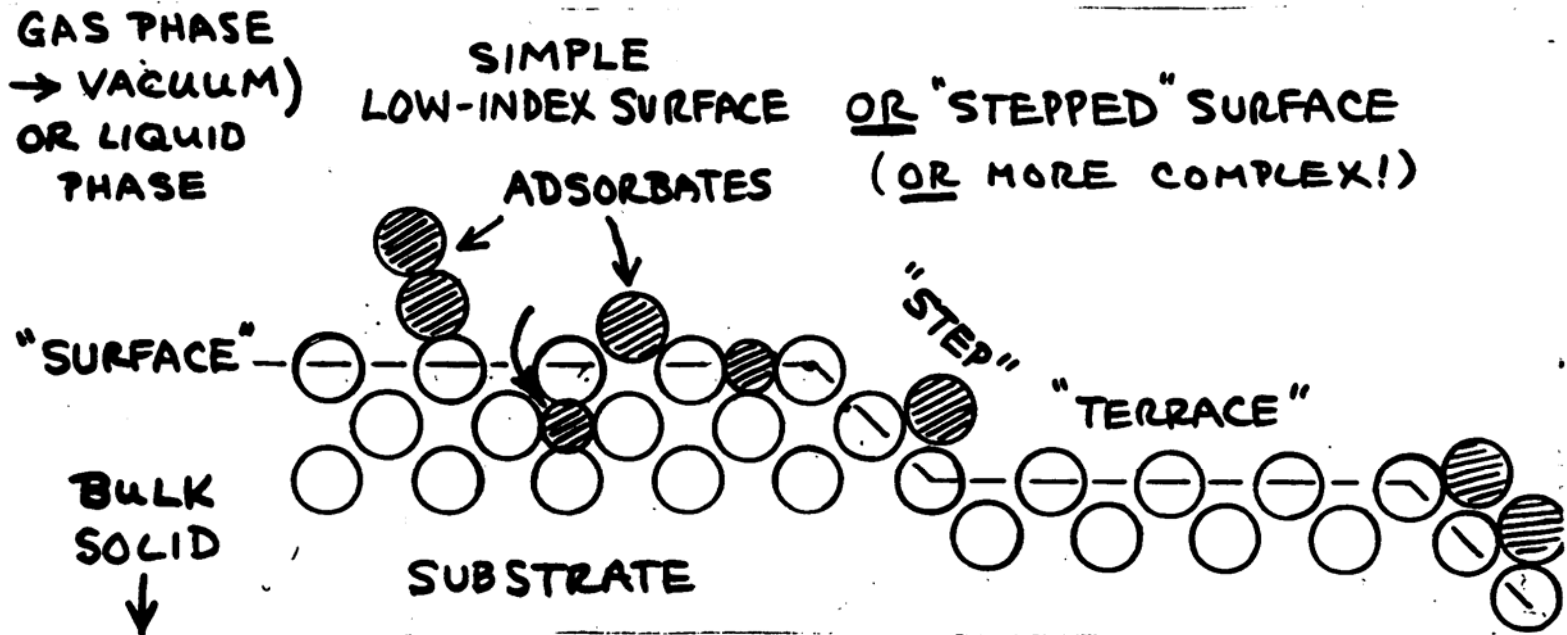 GAS PHASE
→ VACUUM)
OR LIQUID
PHASE
SIMPLE
LOW-INDEX SURFACE
OR "STEPPED" SURFACE
(OR MORE COMPLEX!)
ADSORBATES
"SURFACE"
"STEP"
"TERRACE"
BULK
SOLID
SUBSTRATE